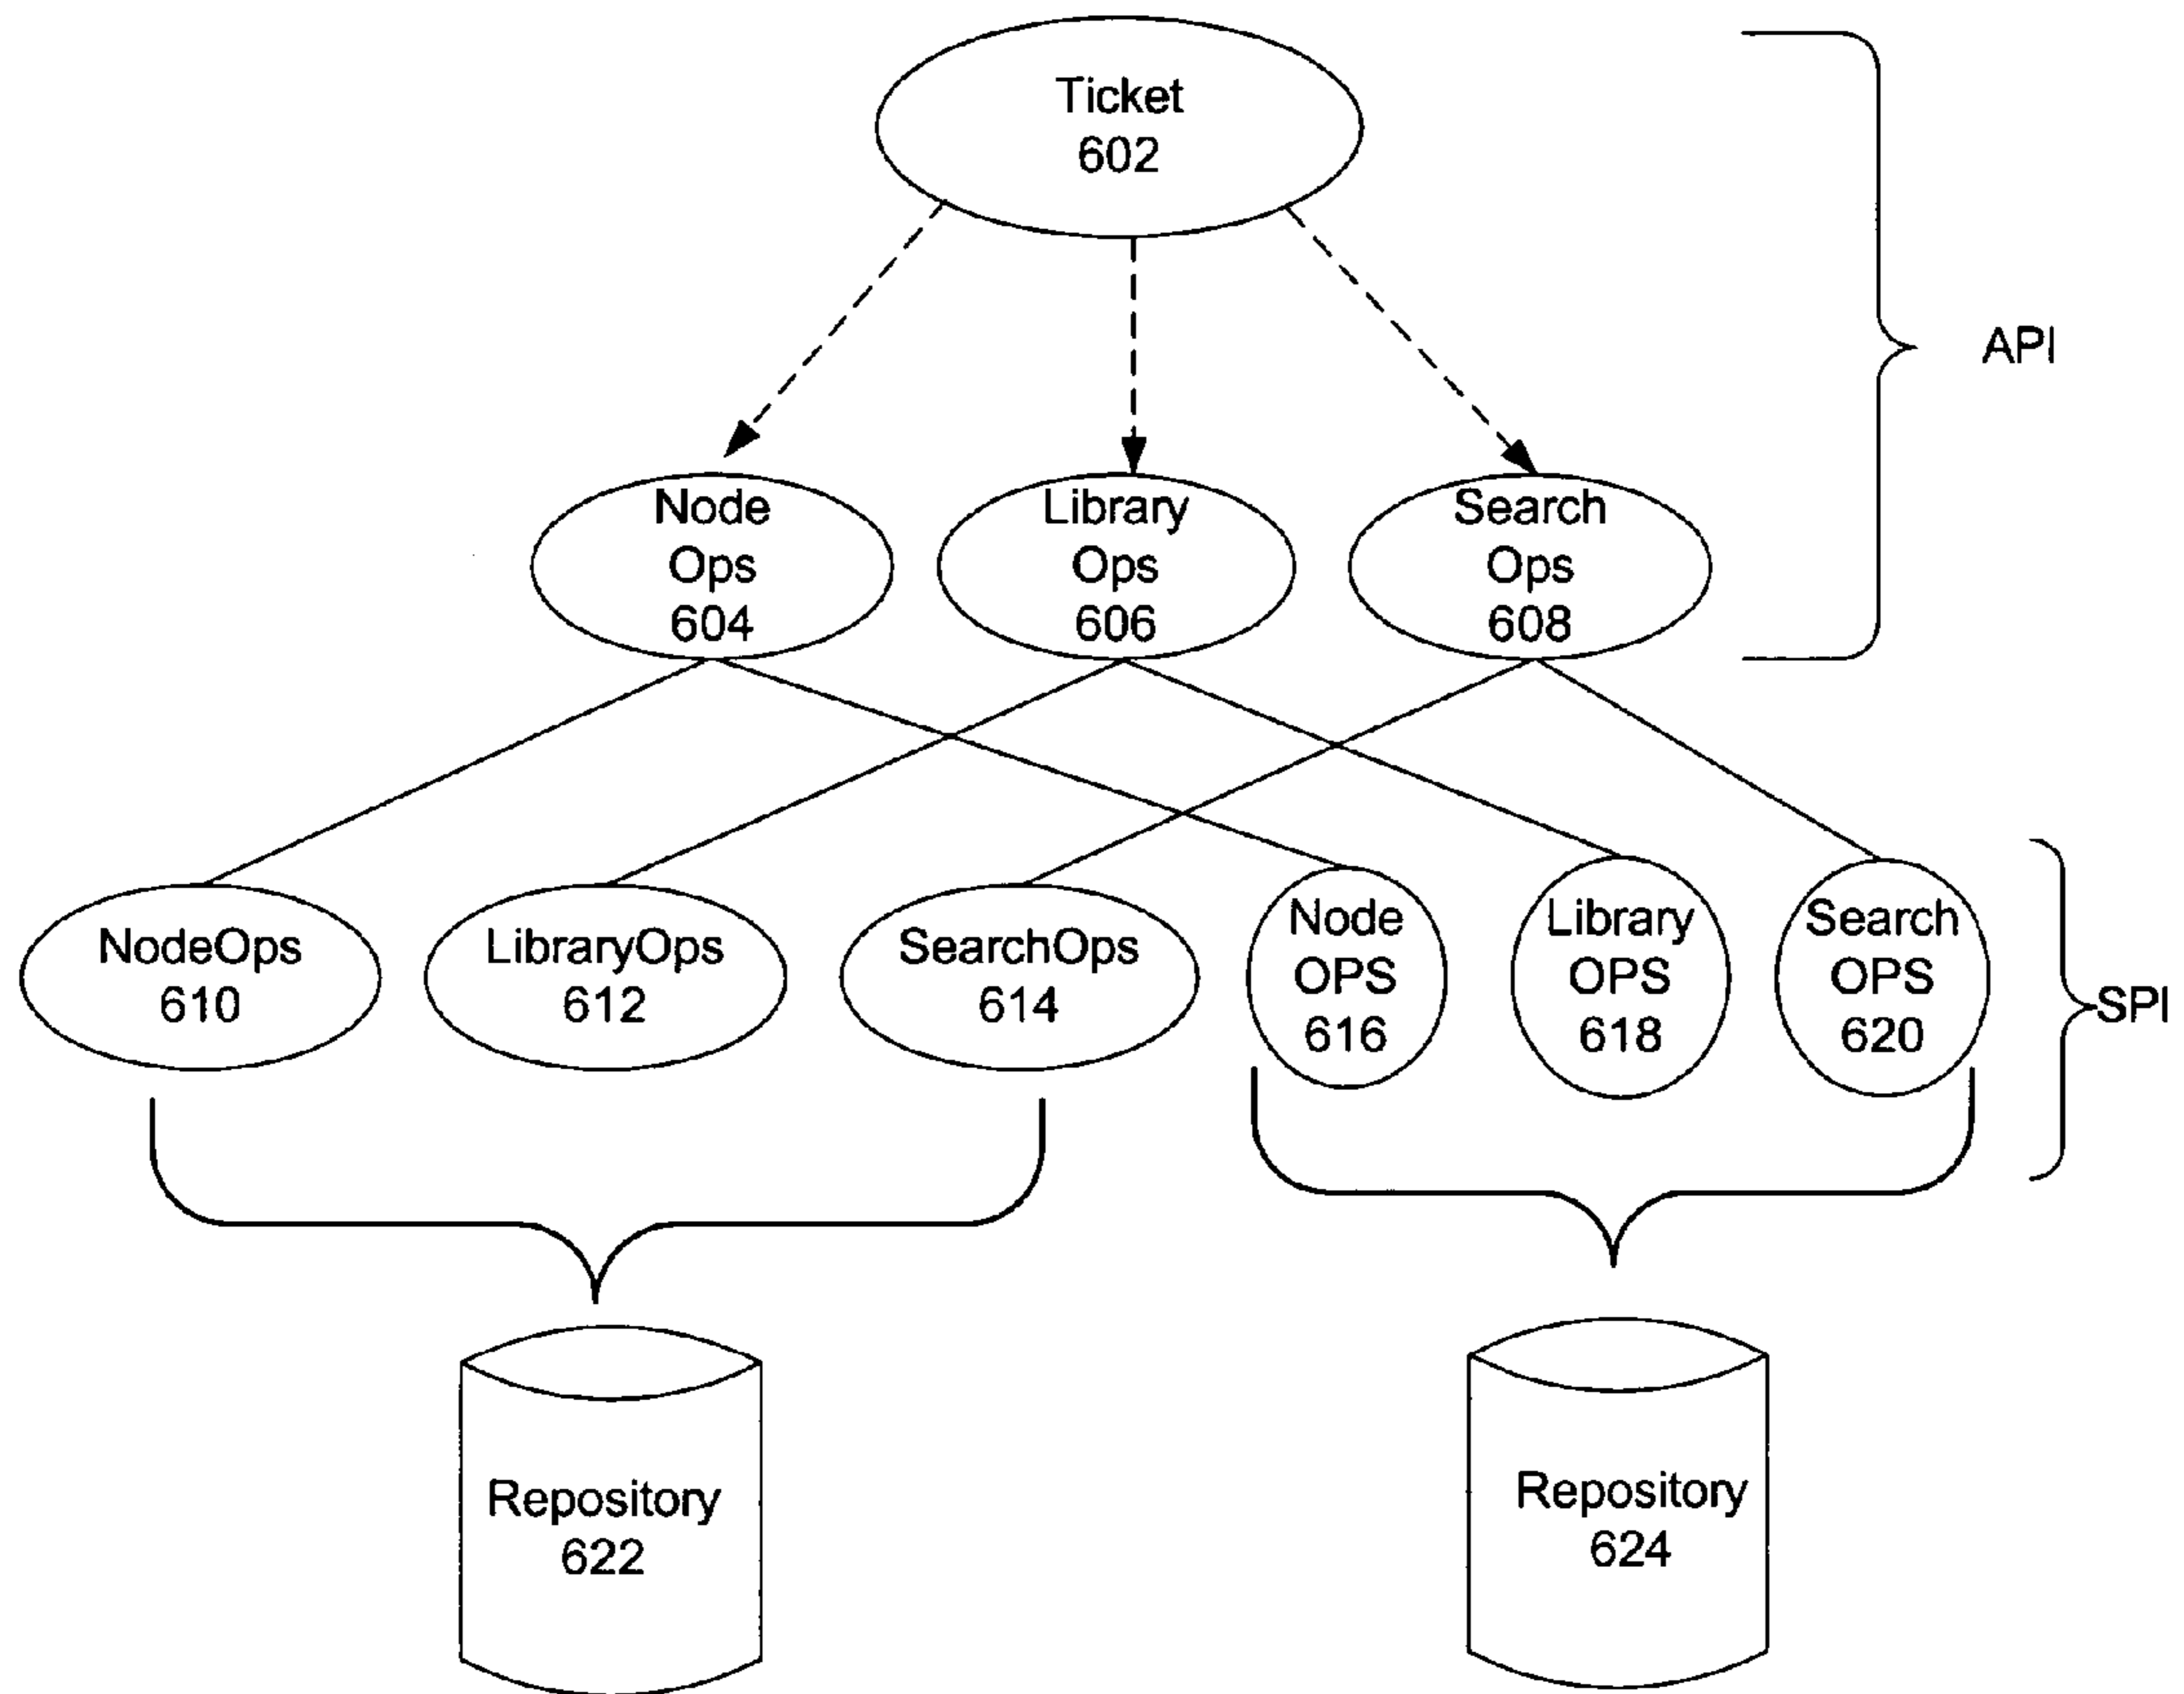 Ticket
602
API
Node
Ops
604
Library
Ops
606
Search
Ops
608
NodeOps
610
LibraryOps
612
SearchOps
614
Node
OPS
616
Library
OPS
618
Search
OPS
620
SPI
Repository
622
Repository
624